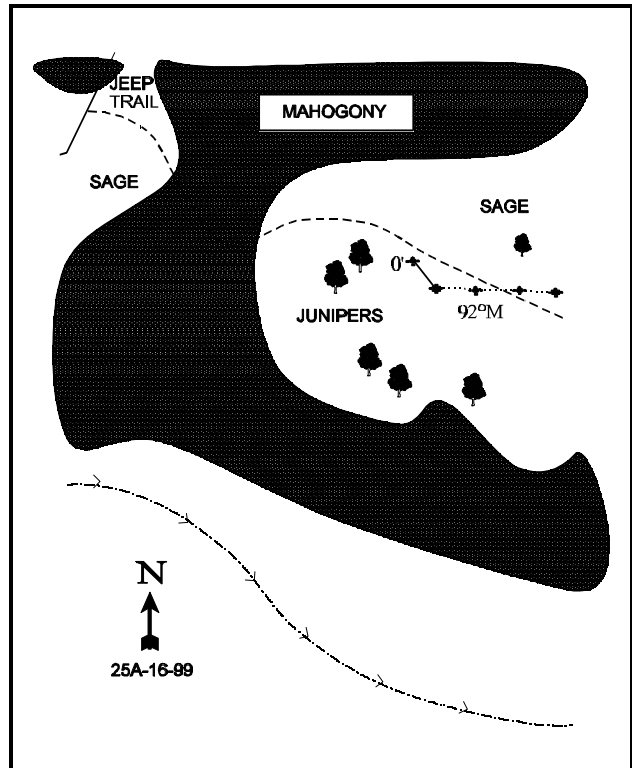 JEEP
TRAIL
MAHOGONY
SAGE
SAGE
0'
JUNIPERS
92°M
N
25A-16-99